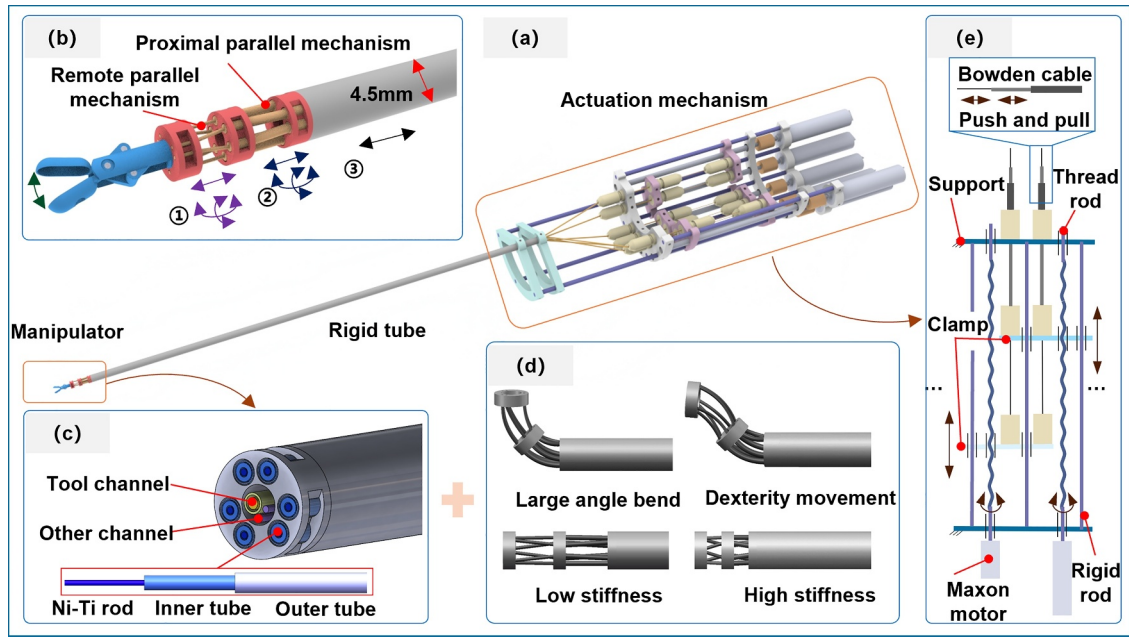 (b)
Proximal parallel mechanism
Remote parallel
mechanism
4.5mm
①
②
③
(a)
Actuation mechanism
Manipulator
Rigid tube
(c)
Tool channel
Other channel
Ni-Ti rod
Inner tube
Outer tube
(d)
Large angle bend
Dexterity movement
Low stiffness
High stiffness
(e)
Bowden cable
Push and pull
Support
Thread
rod
Clamp
...
...
Maxon
motor
Rigid
rod